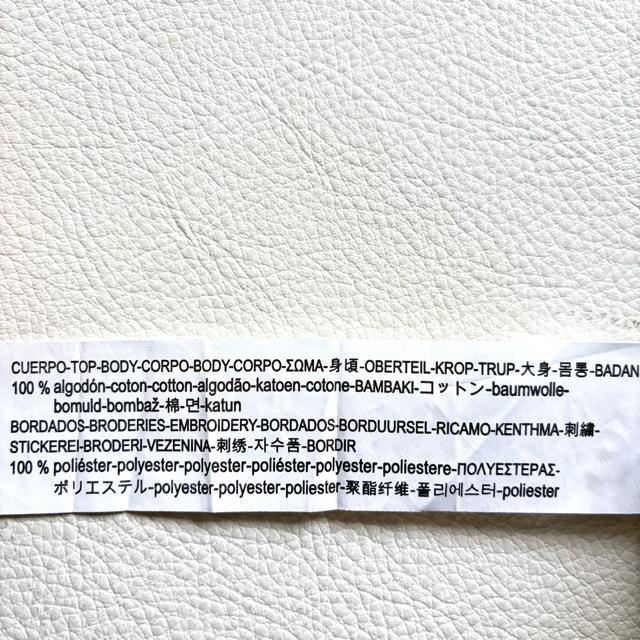 CUERPO-TOP-BODY-CORPO-BODY-CORPO-ΣΩΜΑ-身頃-OBERTEIL-KROP-TRUP-大身-몸통-BADAN
100 % algodón-coton-cotton-algodão-katoen-cotone-BAMBAKI-コットン-baumwolle-
bomuld-bombaž-棉-면-katun
BORDADOS-BRODERIES-EMBROIDERY-BORDADOS-BORDUURSEL-RICAMO-KENTHMA-刺繍-
STICKEREI-BRODERI-VEZENINA-刺绣-자수품-BORDIR
100 % poliéster-polyester-polyester-poliéster-polyester-poliestere-ΠΟΛΥΕΣΤΕΡΑΣ-
ポリエステル-polyester-polyester-poliester-聚酯纤维-폴리에스터-poliester